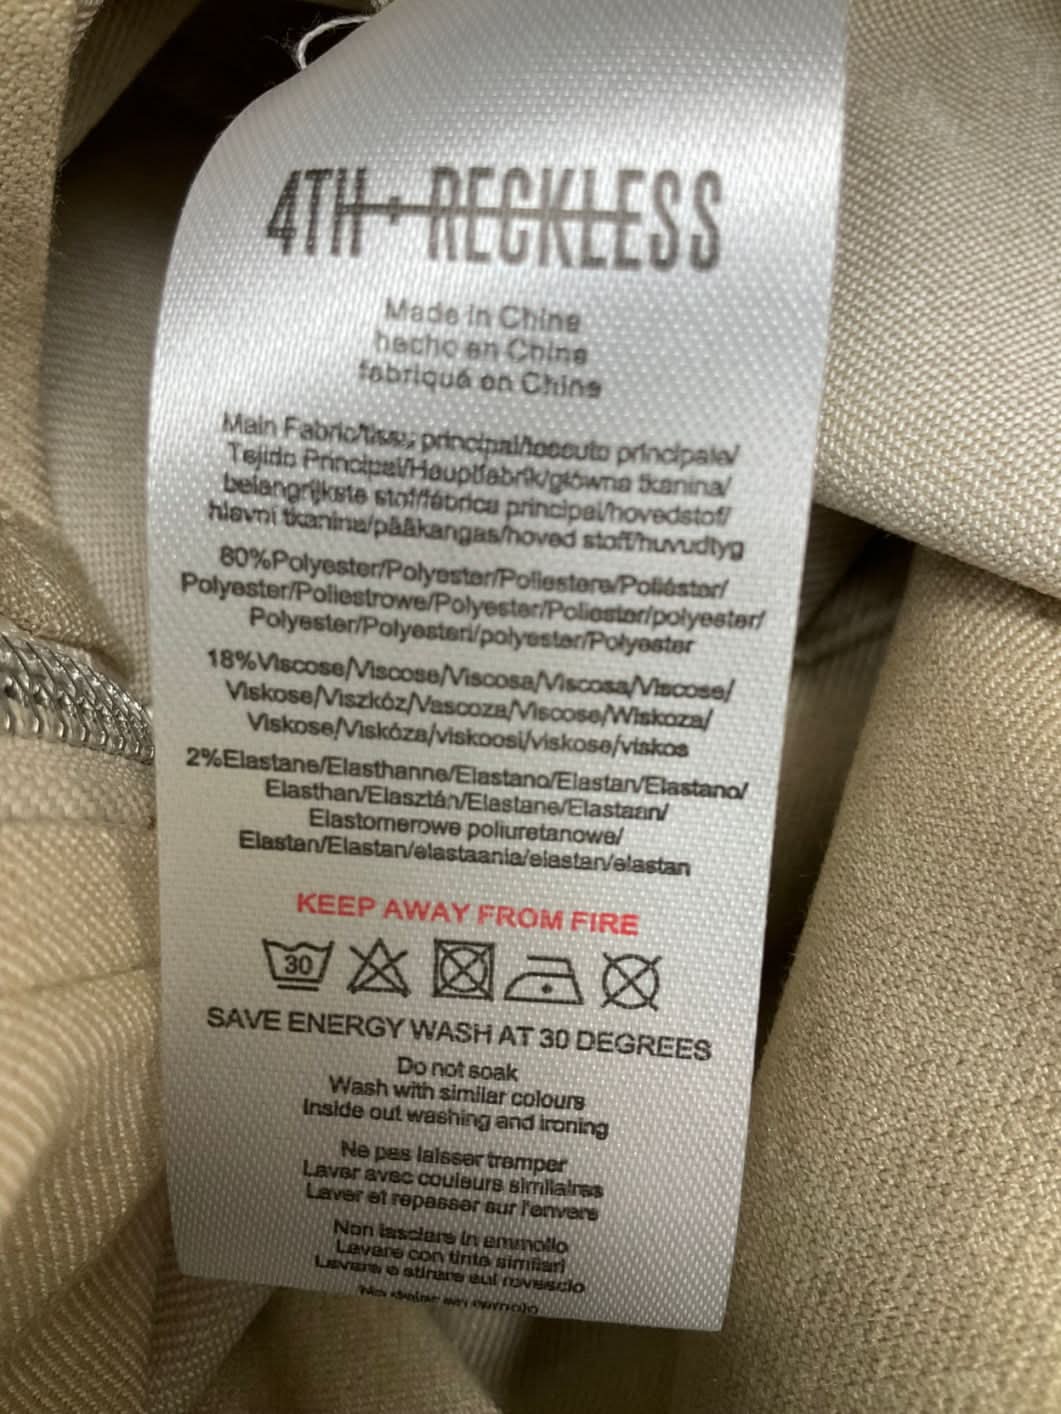 4TH + RECKLESS
Made in China
hecho en China
fabriqué en Chine
Main Fabric/tissu principal/tessuto principale/
Tejido Principal/Hauptfabrik/główna tkanina/
belangrijkste stof/fábrica principal/hovedstof/
hlavní tkanina/pääkangas/hoved stoff/huvudtyg
80%Polyester/Polyester/Poliestere/Poliéster/
Polyester/Poliestrowe/Polyester/Poliester/polyester/
Polyester/Polyesteri/polyester/Polyester
18%Viscose/Viscose/Viscosa/Viscosa/Viscose/
Viskose/Viszkóz/Vascoza/Viscose/Wiskoza/
Viskose/Viskóza/viskoosi/viskose/viskos
2%Elastane/Elasthanne/Elastano/Elastan/Elastano/
Elasthan/Elasztán/Elastane/Elastaan/
Elastomerowe poliuretanowe/
Elastan/Elastan/elastaania/elastan/elastan
KEEP AWAY FROM FIRE
30
SAVE ENERGY WASH AT 30 DEGREES
Do not soak
Wash with similar colours
Inside out washing and ironing
Ne pas laisser tremper
Laver avec couleurs similaires
Laver et repasser sur l'envers
Non lasciare in ammollo
Lavare con tinte similari
Lavare e stirare sul rovescio
No dejar en